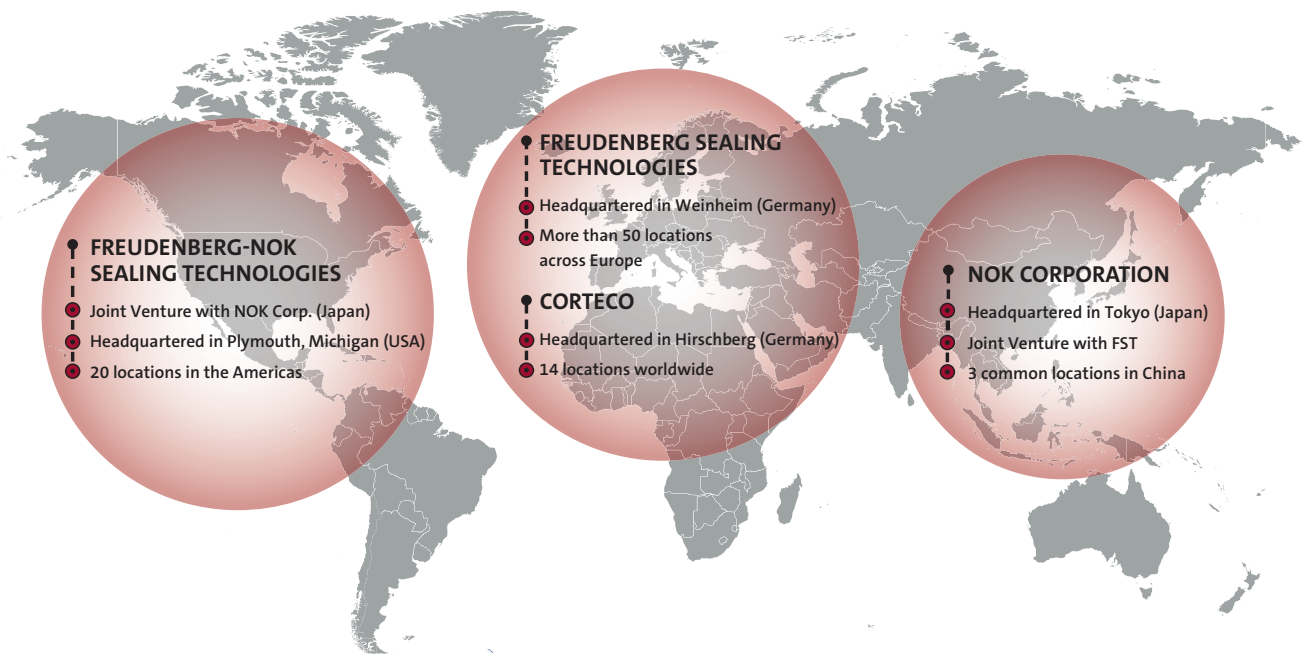 FREUDENBERG-NOK
SEALING TECHNOLOGIES
Joint Venture with NOK Corp. (Japan)
Headquartered in Plymouth, Michigan (USA)
20 locations in the Americas
FREUDENBERG SEALING
TECHNOLOGIES
Headquartered in Weinheim (Germany)
More than 50 locations
across Europe
CORTECO
Headquartered in Hirschberg (Germany)
14 locations worldwide
NOK CORPORATION
Headquartered in Tokyo (Japan)
Joint Venture with FST
3 common locations in China